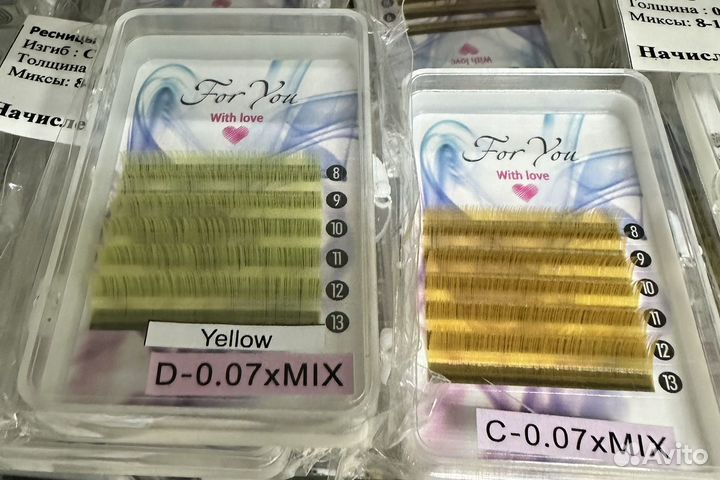 Ресницы
Изгиб : С
Толщина
Миксы: 8-
Начисле
For You
With love
8
9
10
11
12
13
Yellow
D-0.07xMIX
With love
For You
With love
8
9
10
11
12
13
C-0.07xMIX
Толщина : 0
Миксы: 8-1
Начисле
Avito